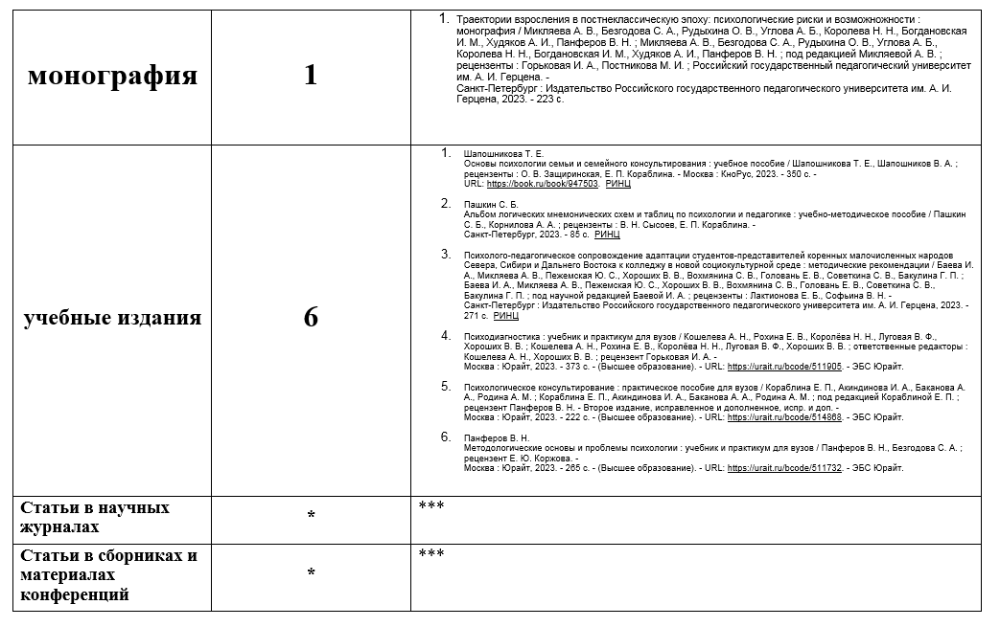 монография
1
1. Траектории взросления в постнеклассическую эпоху: психологические риски и возможножности :
монография / Микляева А. В., Безгодова С. А., Рудыхина О. В., Углова А. Б., Королева Н. Н., Богдановская
И. М., Худяков А. И., Панферов В. Н. ; Микляева А. В., Безгодова С. А., Рудыхина О. В., Углова А. Б.,
Королева Н. Н., Богдановская И. М., Худяков А. И., Панферов В. Н. ; под редакцией Микляевой А. В. ;
рецензенты : Горьковая И. А., Постникова М. И. ; Российский государственный педагогический университет
им. А. И. Герцена. -
Санкт-Петербург : Издательство Российского государственного педагогического университета им. А. И.
Герцена, 2023. - 223 с.
учебные издания
6
1. Шапошникова Т. Е.
Основы психологии семьи и семейного консультирования : учебное пособие / Шапошникова Т. Е., Шапошников В. А. ;
рецензенты : О. В. Защиринская, Е. П. Кораблина. - Москва : КноРус, 2023. - 350 с. -
URL: https://book.ru/book/947503. РИНЦ
2. Пашкин С. Б.
Альбом логических мнемонических схем и таблиц по психологии и педагогике : учебно-методическое пособие / Пашкин
С. Б., Корнилова А. А. ; рецензенты : В. Н. Сысоев, Е. П. Кораблина. -
Санкт-Петербург, 2023. - 85 с. РИНЦ
3. Психолого-педагогическое сопровождение адаптации студентов-представителей коренных малочисленных народов
Севера, Сибири и Дальнего Востока к колледжу в новой социокультурной среде : методические рекомендации / Баева И.
А., Микляева А. В., Пежемская Ю. С., Хороших В. В., Вохмянина С. В., Головань Е. В., Советкина С. В., Бакулина Г. П. ;
Баева И. А., Микляева А. В., Пежемская Ю. С., Хороших В. В., Вохмянина С. В., Головань Е. В., Советкина С. В.,
Бакулина Г. П. ; под научной редакцией Баевой И. А. ; рецензенты : Лактионова Е. Б., Софьина В. Н. -
Санкт-Петербург : Издательство Российского государственного педагогического университета им. А. И. Герцена, 2023. -
271 с. РИНЦ
4. Психодиагностика : учебник и практикум для вузов / Кошелева А. Н., Рохина Е. В., Королёва Н. Н., Луговая В. Ф.,
Хороших В. В. ; Кошелева А. Н., Рохина Е. В., Королёва Н. Н., Луговая В. Ф., Хороших В. В. ; ответственные редакторы :
Кошелева А. Н., Хороших В. В. ; рецензент Горьковая И. А. -
Москва : Юрайт, 2023. - 373 с. - (Высшее образование). - URL: https://urait.ru/bcode/511905. - ЭБС Юрайт.
5. Психологическое консультирование : практическое пособие для вузов / Кораблина Е. П., Акиндинова И. А., Баканова А.
А., Родина А. М. ; Кораблина Е. П., Акиндинова И. А., Баканова А. А., Родина А. М. ; под редакцией Кораблиной Е. П. ;
рецензент Панферов В. Н. - Второе издание, исправленное и дополненное, испр. и доп. -
Москва : Юрайт, 2023. - 222 с. - (Высшее образование). - URL: https://urait.ru/bcode/514868. - ЭБС Юрайт.
6. Панферов В. Н.
Методологические основы и проблемы психологии : учебник и практикум для вузов / Панферов В. Н., Безгодова С. А. ;
рецензент Е. Ю. Коржова. -
Москва : Юрайт, 2023. - 265 с. - (Высшее образование). - URL: https://urait.ru/bcode/511732. - ЭБС Юрайт.
Статьи в научных
журналах
*
***
Статьи в сборниках и
материалах
конференций
*
***